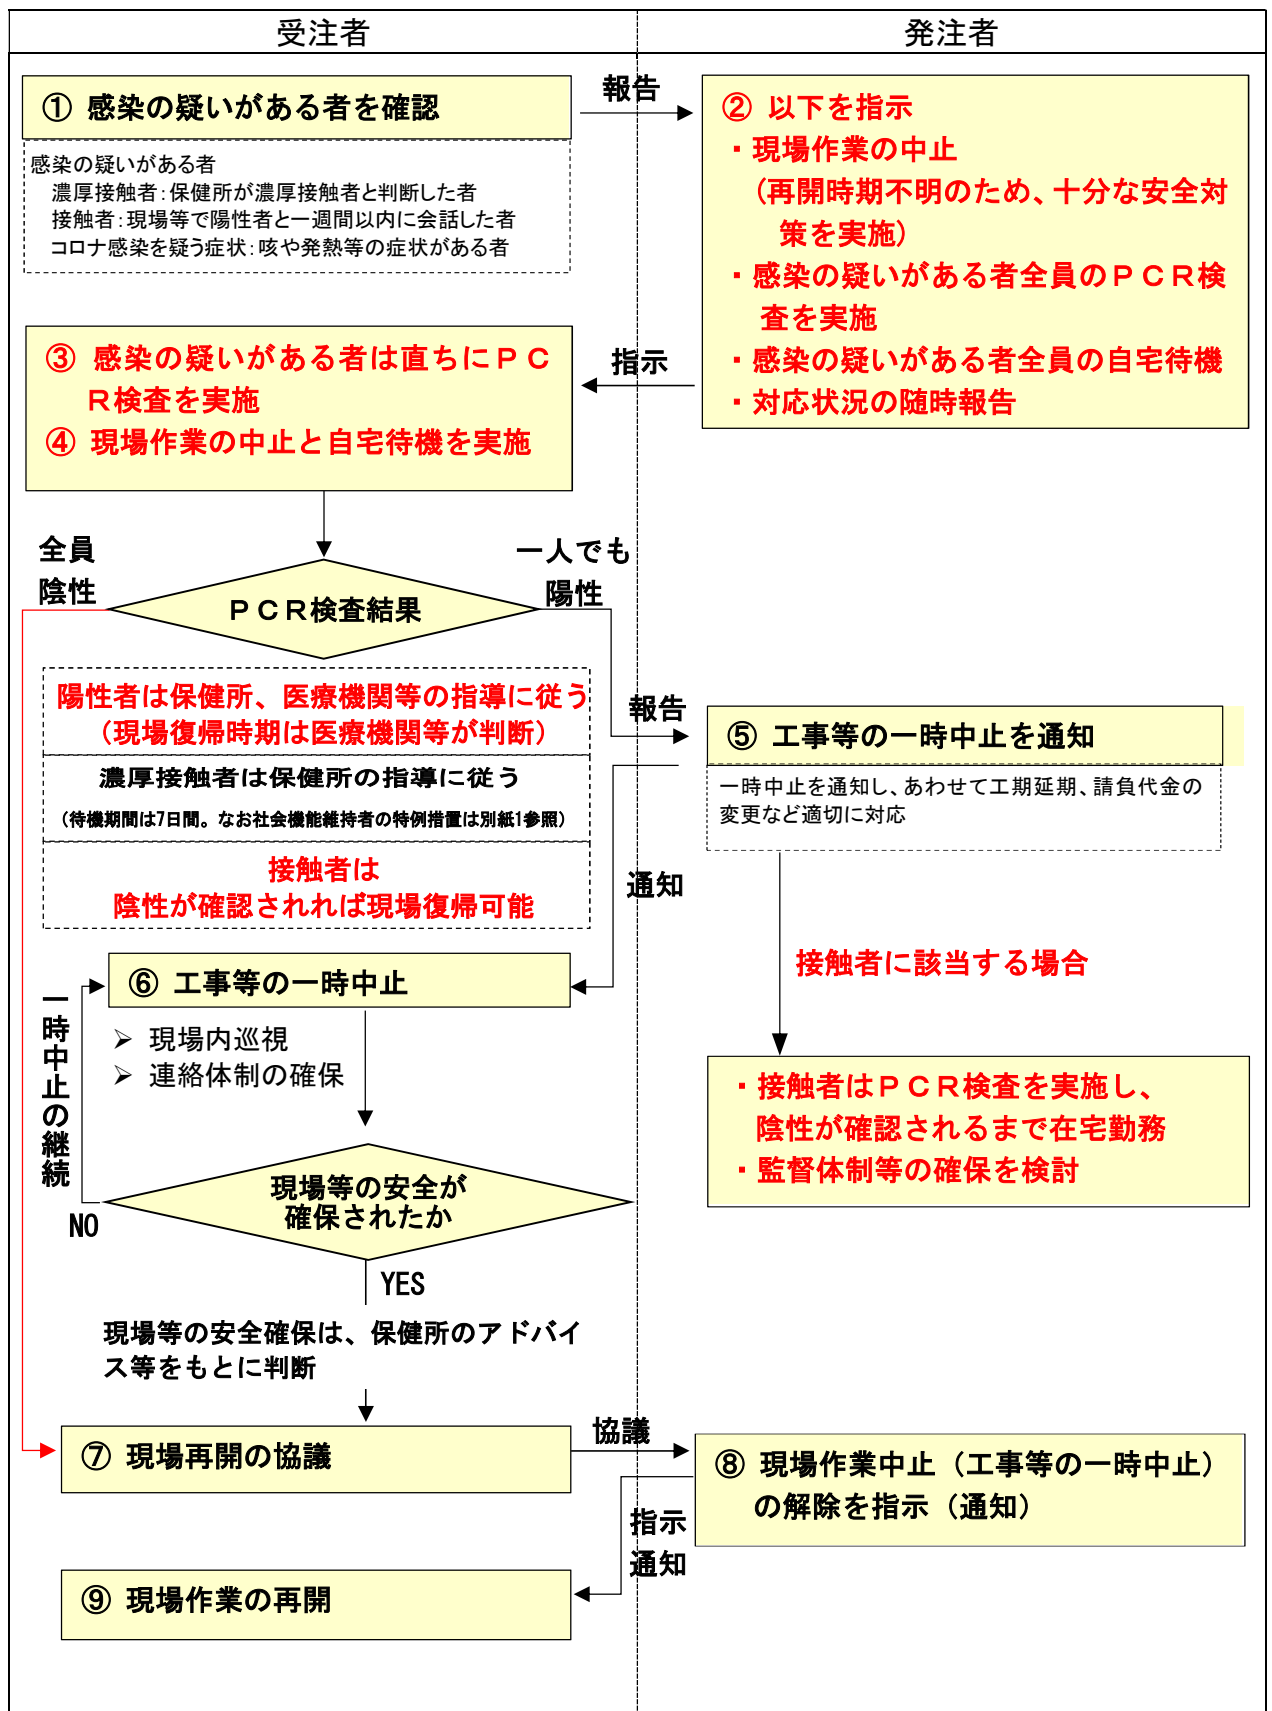 受注者
発注者
① 感染の疑いがある者を確認
報告
感染の疑いがある者
濃厚接触者：保健所が濃厚接触者と判断した者
接触者：現場等で陽性者と一週間以内に会話した者
コロナ感染を疑う症状：咳や発熱等の症状がある者
② 以下を指示
・現場作業の中止
（再開時期不明のため、十分な安全対
策を実施）
・感染の疑いがある者全員のＰＣＲ検
査を実施
・感染の疑いがある者全員の自宅待機
・対応状況の随時報告
指示
③ 感染の疑いがある者は直ちにＰＣ
Ｒ検査を実施
④ 現場作業の中止と自宅待機を実施
全員
陰性
一人でも
陽性
ＰＣＲ検査結果
陽性者は保健所、医療機関等の指導に従う
（現場復帰時期は医療機関等が判断）
濃厚接触者は保健所の指導に従う
（待機期間は7日間。なお社会機能維持者の特例措置は別紙1参照）
接触者は
陰性が確認されれば現場復帰可能
報告
⑤ 工事等の一時中止を通知
一時中止を通知し、あわせて工期延期、請負代金の
変更など適切に対応
通知
接触者に該当する場合
・接触者はＰＣＲ検査を実施し、
陰性が確認されるまで在宅勤務
・監督体制等の確保を検討
⑥ 工事等の一時中止
➢ 現場内巡視
➢ 連絡体制の確保
一時中止の継続
現場等の安全が
確保されたか
NO
YES
現場等の安全確保は、保健所のアドバイ
ス等をもとに判断
⑦ 現場再開の協議
協議
⑧ 現場作業中止（工事等の一時中止）
の解除を指示（通知）
指示
通知
⑨ 現場作業の再開